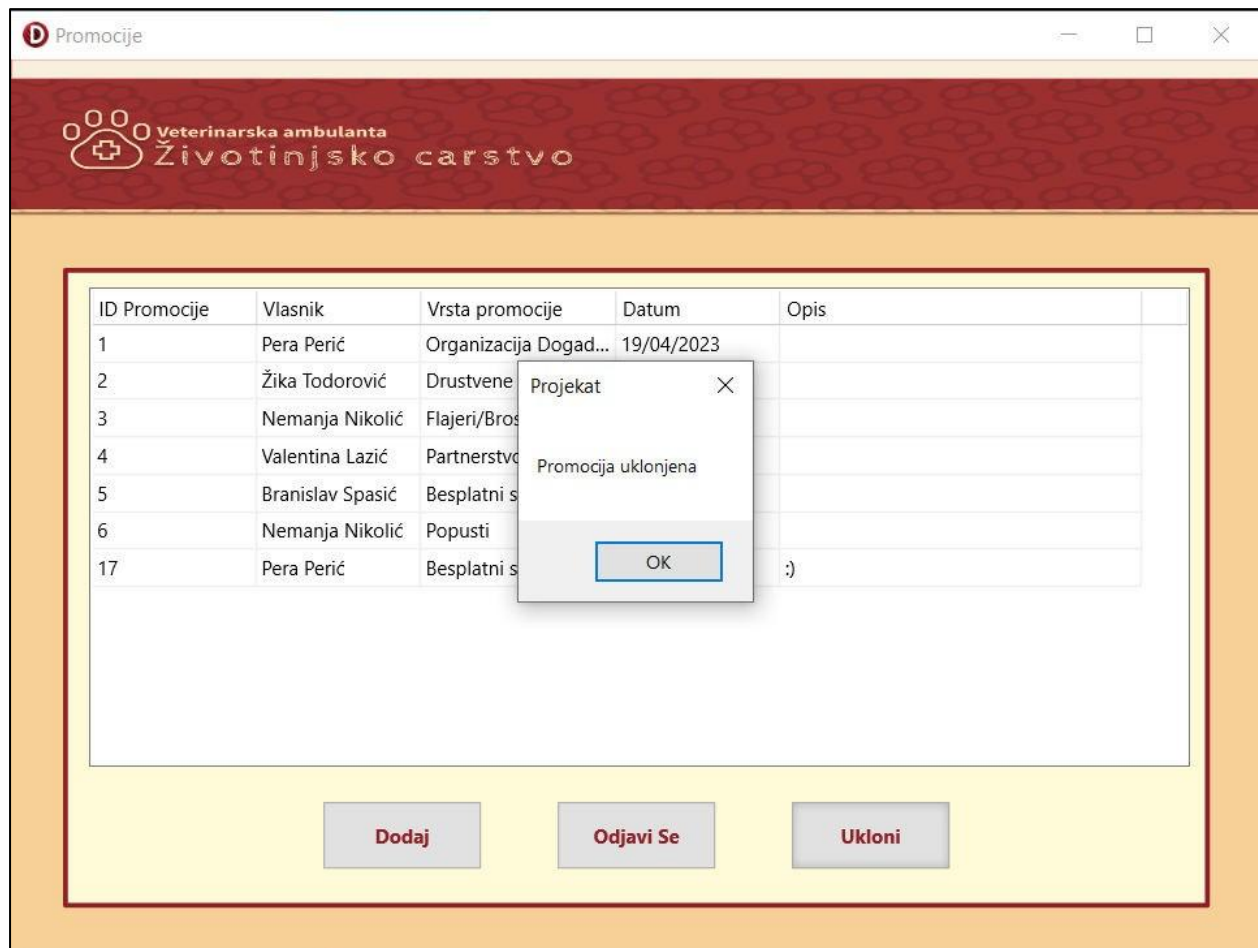 Promocije
Veterinarska ambulanta
Životinjsko carstvo
ID Promocije Vlasnik Vrsta promocije Datum Opis
1 Pera Perić Organizacija Dogad... 19/04/2023
2 Žika Todorović Drustvene
3 Nemanja Nikolić Flajeri/Bros
4 Valentina Lazić Partnerstvo
5 Branislav Spasić Besplatni s
6 Nemanja Nikolić Popusti
17 Pera Perić Besplatni s :)
Projekat
Promocija uklonjena
OK
Dodaj Odjavi Se Ukloni